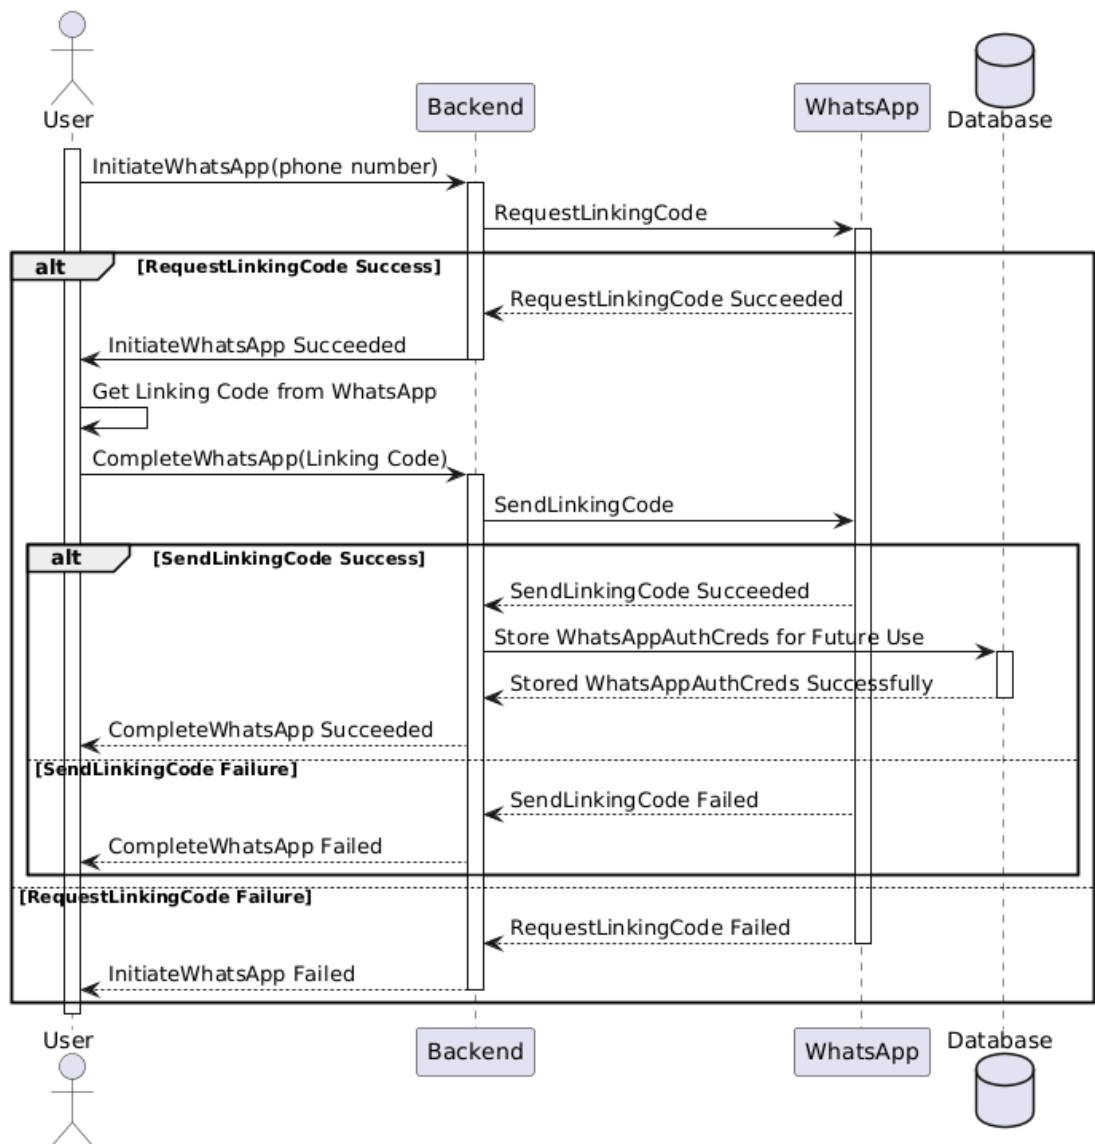 User
Backend
WhatsApp
Database
InitiateWhatsApp(phone number)
RequestLinkingCode
alt
[RequestLinkingCode Success]
RequestLinkingCode Succeeded
InitiateWhatsApp Succeeded
Get Linking Code from WhatsApp
CompleteWhatsApp(Linking Code)
SendLinkingCode
alt
[SendLinkingCode Success]
SendLinkingCode Succeeded
Store WhatsAppAuthCreds for Future Use
Stored WhatsAppAuthCreds Successfully
CompleteWhatsApp Succeeded
[SendLinkingCode Failure]
SendLinkingCode Failed
CompleteWhatsApp Failed
[RequestLinkingCode Failure]
RequestLinkingCode Failed
InitiateWhatsApp Failed
User
Backend
WhatsApp
Database